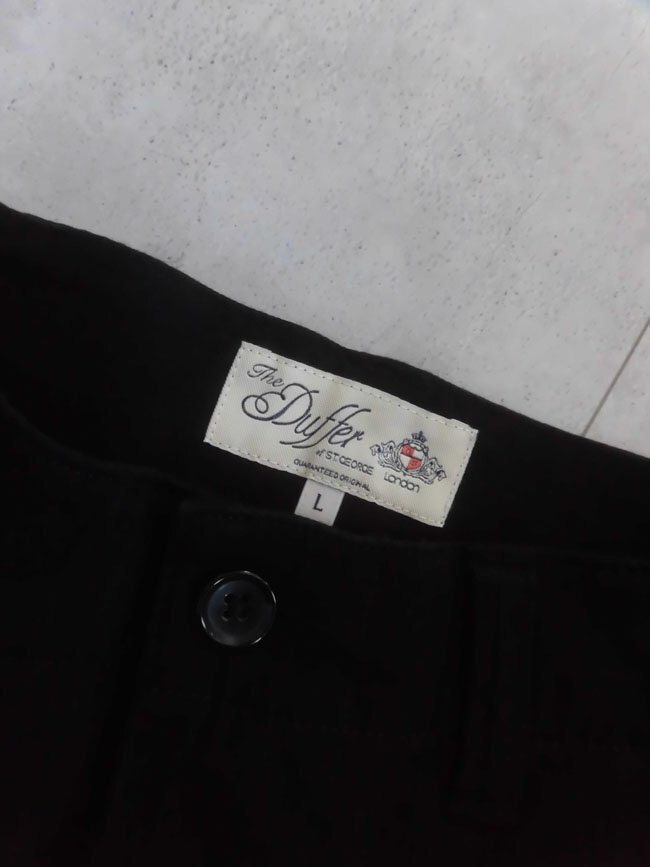 The
Duffer
of ST.GEORGE
GUARANTEED ORIGINAL
London
L